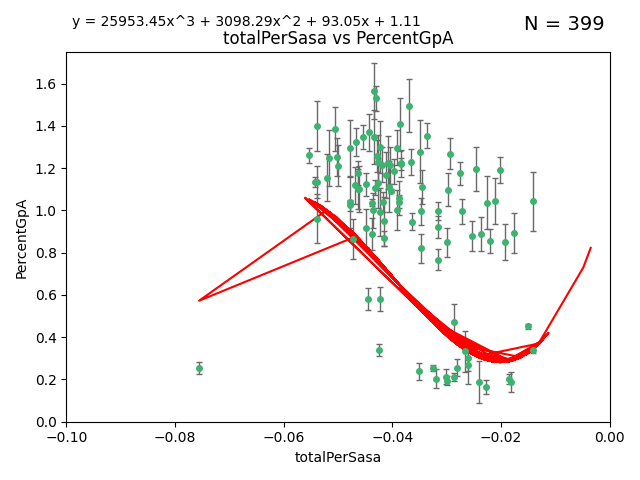 y = 25953.45x^3 + 3098.29x^2 + 93.05x + 1.11
N = 399
totalPerSasa vs PercentGpA
PercentGpA
1.6
1.4
1.2
1.0
0.8
0.6
0.4
0.2
0.0
−0.10 −0.08 −0.06 −0.04 −0.02 0.00
totalPerSasa